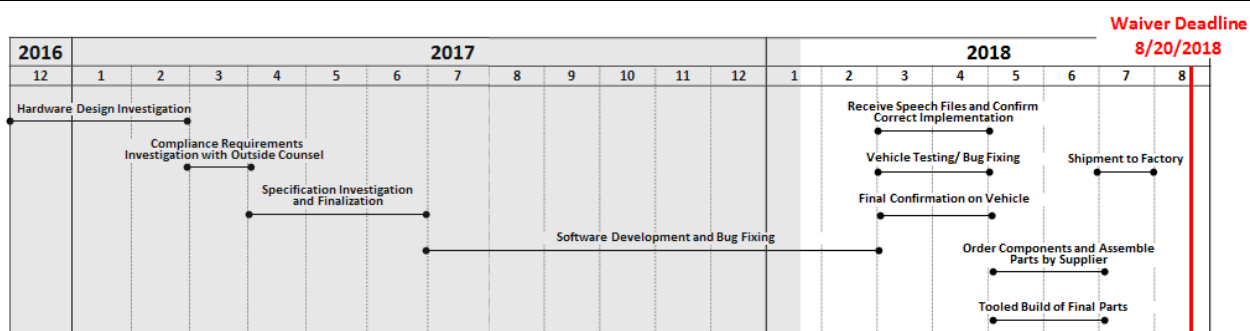 Waiver Deadline
8/20/2018
2016 2017 2018
12 1 2 3 4 5 6 7 8 9 10 11 12 1 2 3 4 5 6 7 8
Hardware Design Investigation
Compliance Requirements
Investigation with Outside Counsel
Specification Investigation
and Finalization
Software Development and Bug Fixing
Receive Speech Files and Confirm
Correct Implementation
Vehicle Testing/ Bug Fixing
Shipment to Factory
Final Confirmation on Vehicle
Order Components and Assemble
Parts by Supplier
Tooled Build of Final Parts